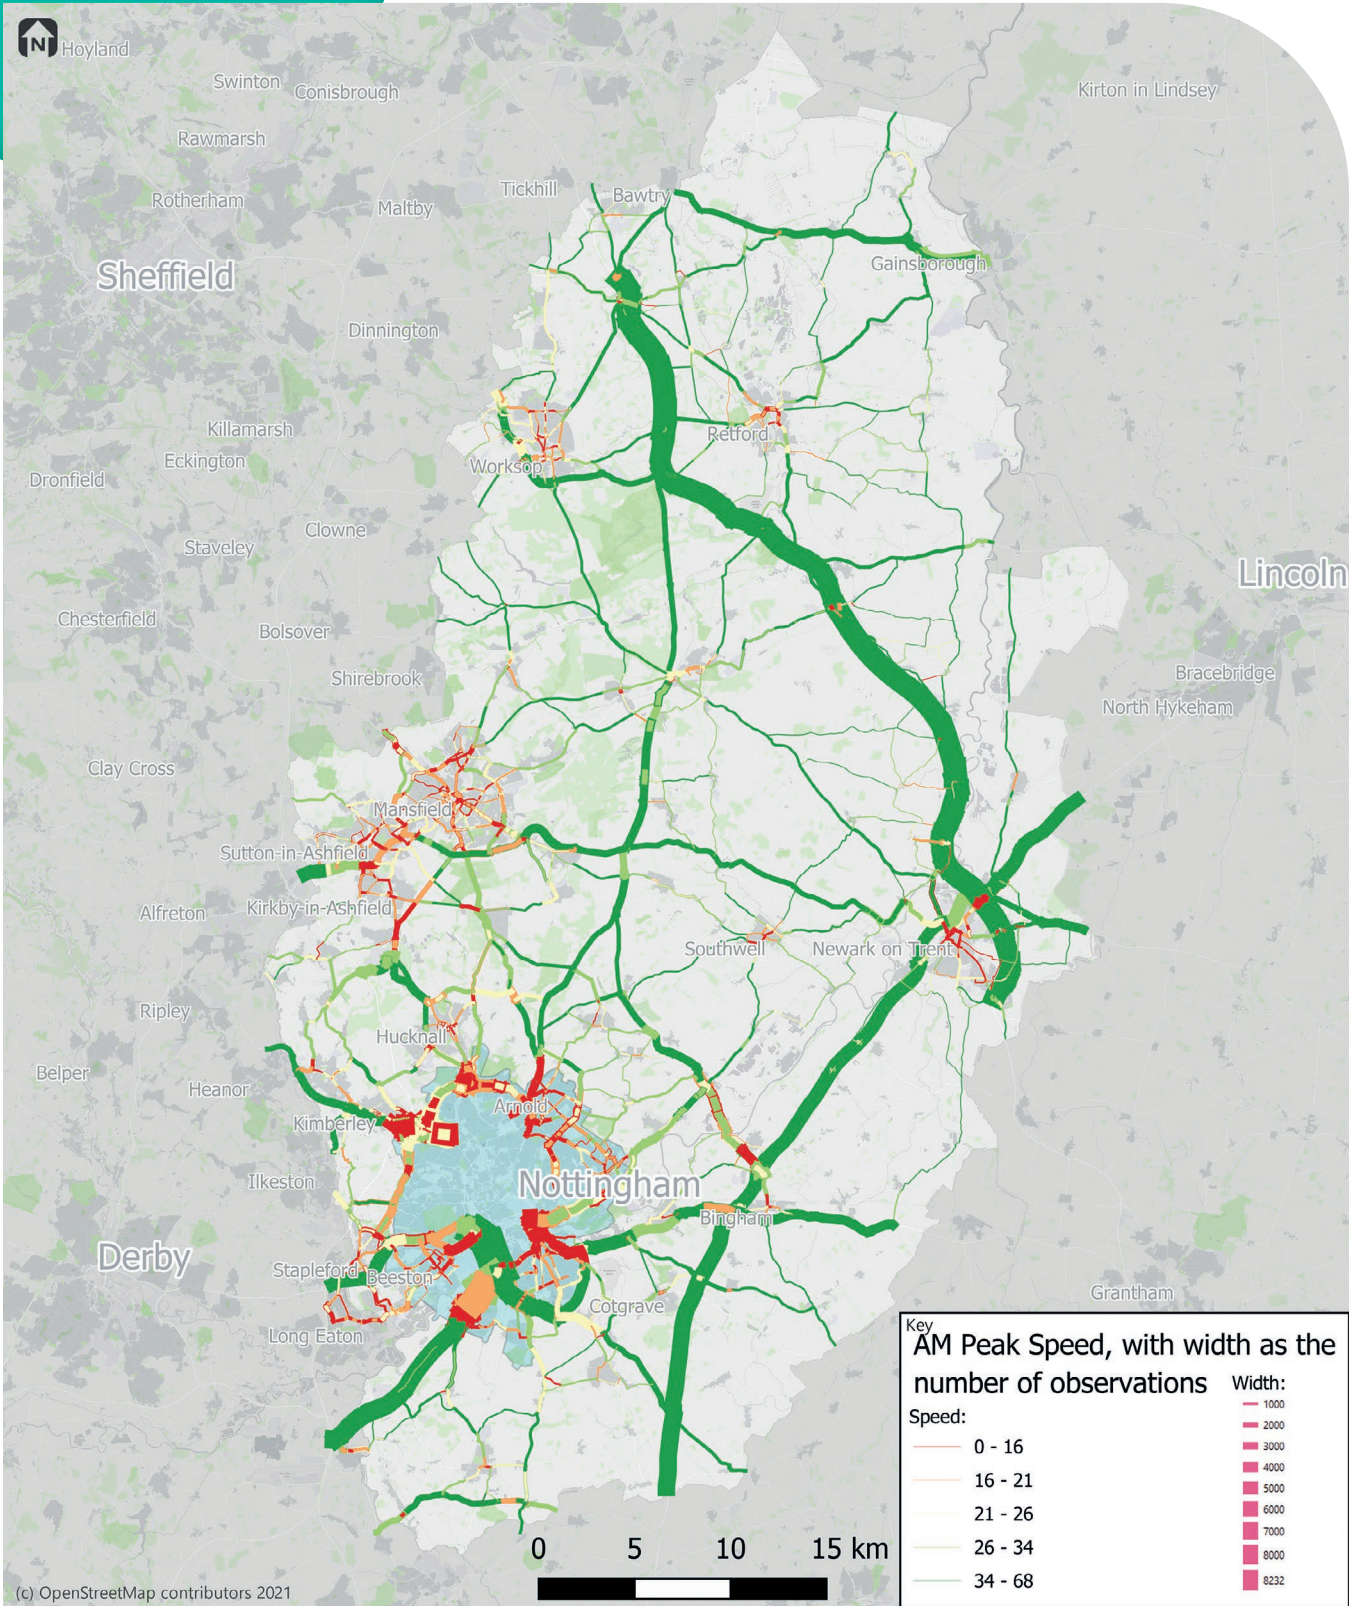 N
Hoyland
Swinton
Conisbrough
Kirton in Lindsey
Rawmarsh
Tickhill
Bawtry
Rotherham
Maltby
Gainsborough
Sheffield
Dinnington
Killamarsh
Retford
Eckington
Worksop
Dronfield
Clowne
Staveley
Lincoln
Chesterfield
Bolsover
Shirebrook
Bracebridge
North Hykeham
Clay Cross
Mansfield
Sutton-in-Ashfield
Alfreton
Kirkby-in-Ashfield
Southwell
Newark on Trent
Ripley
Hucknall
Belper
Heanor
Arnold
Kimberley
Ilkeston
Nottingham
Bingham
Derby
Stapleford
Beeston
Grantham
Cotgrave
Long Eaton
Key
AM Peak Speed, with width as the
number of observations
Speed:
0 - 16
16 - 21
21 - 26
26 - 34
34 - 68
Width:
1000
2000
3000
4000
5000
6000
7000
8000
8232
0 5 10 15 km
(c) OpenStreetMap contributors 2021